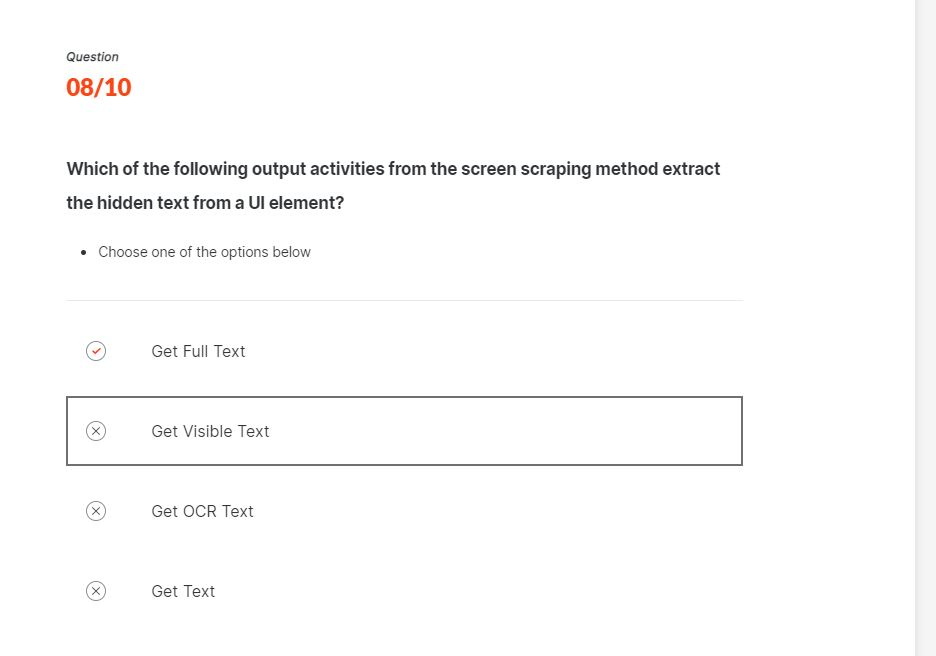 Question
08/10
Which of the following output activities from the screen scraping method extract
the hidden text from a UI element?
• Choose one of the options below
Get Full Text
Get Visible Text
Get OCR Text
Get Text